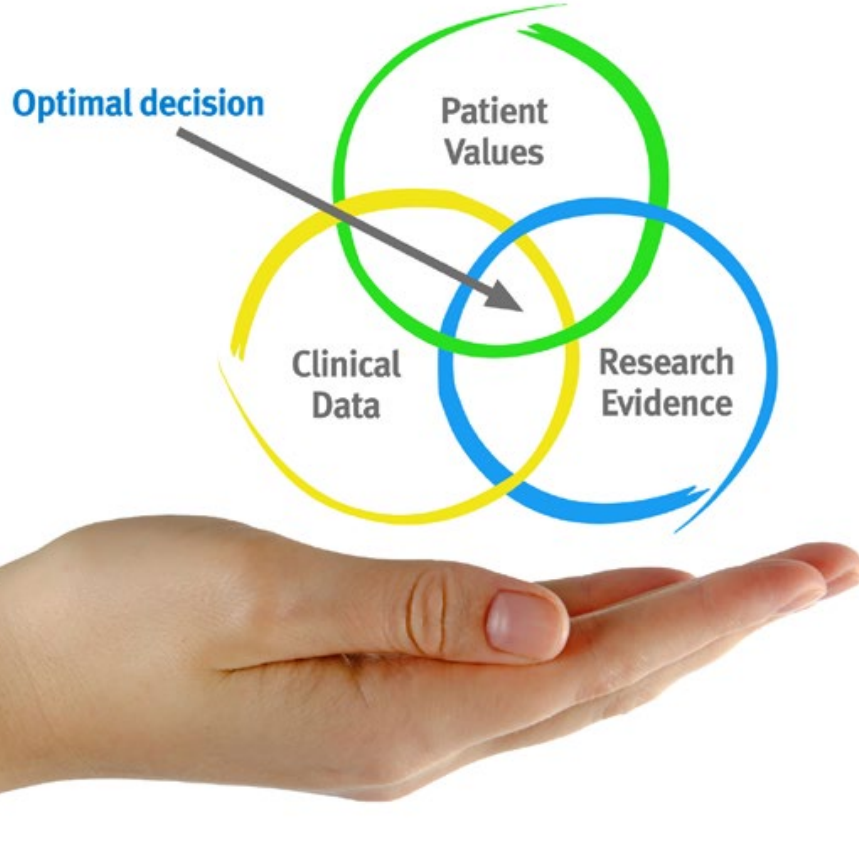 Optimal decision
Patient
Values
Clinical
Data
Research
Evidence